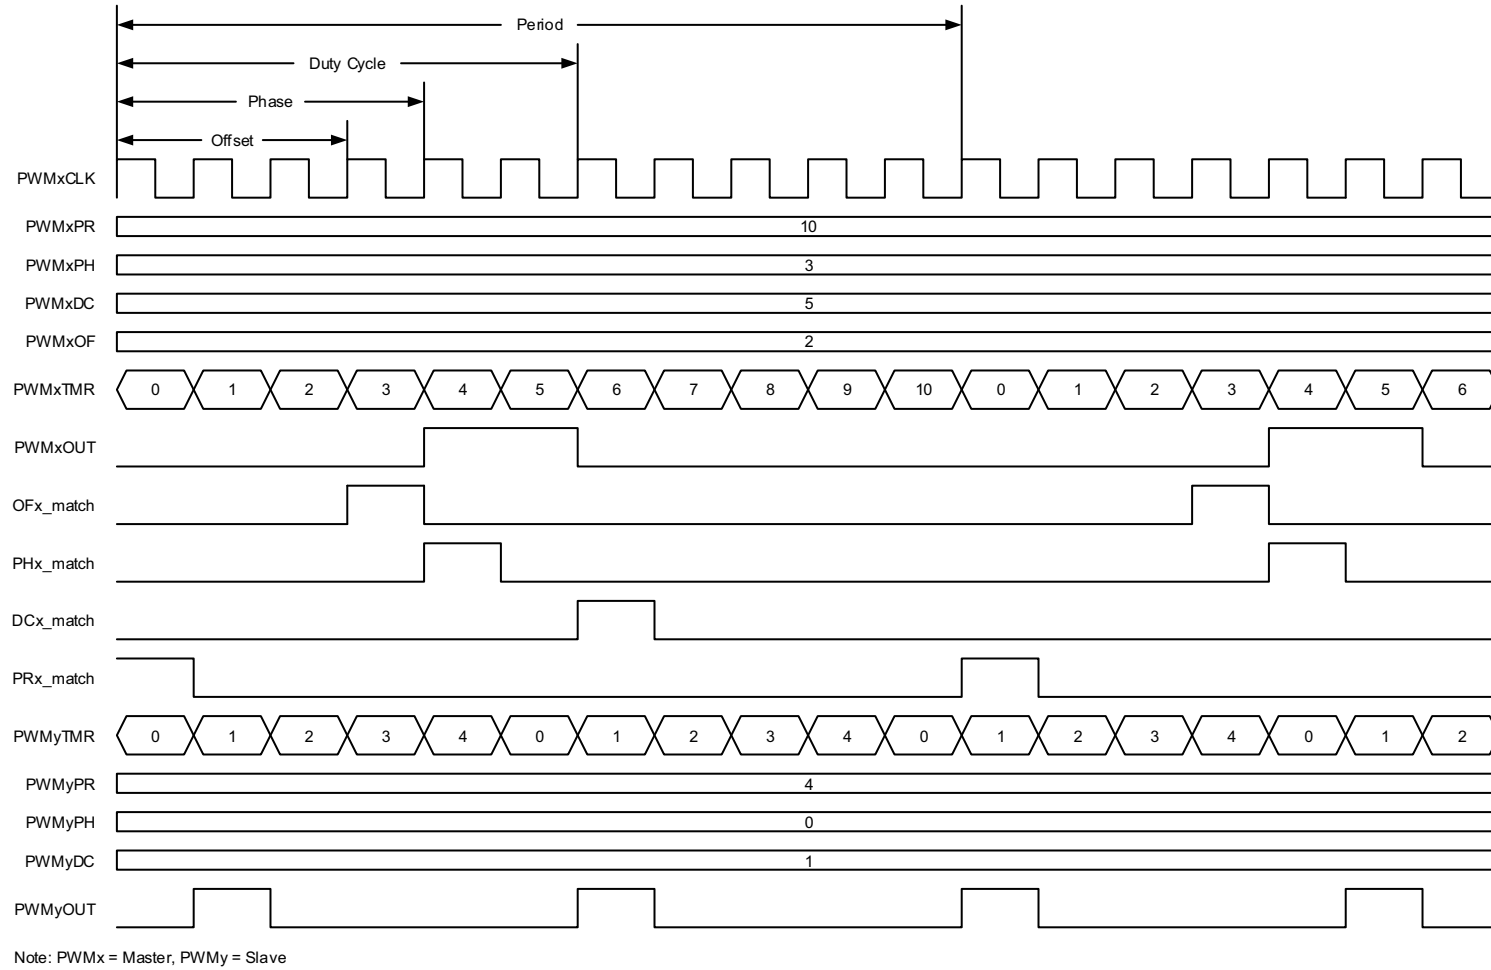 Period
Duty Cycle
Phase
Offset
PWMxCLK
PWMxPR 10
PWMxPH 3
PWMxDC 5
PWMxOF 2
PWMxTMR 0 1 2 3 4 5 6 7 8 9 10 0 1 2 3 4 5 6
PWMxOUT
OFx_match
PHx_match
DCx_match
PRx_match
PWMyTMR 0 1 2 3 4 0 1 2 3 4 0 1 2 3 4 0 1 2
PWMyPR 4
PWMyPH 0
PWMyDC 1
PWMyOUT
Note: PWMx = Master, PWMy = Slave